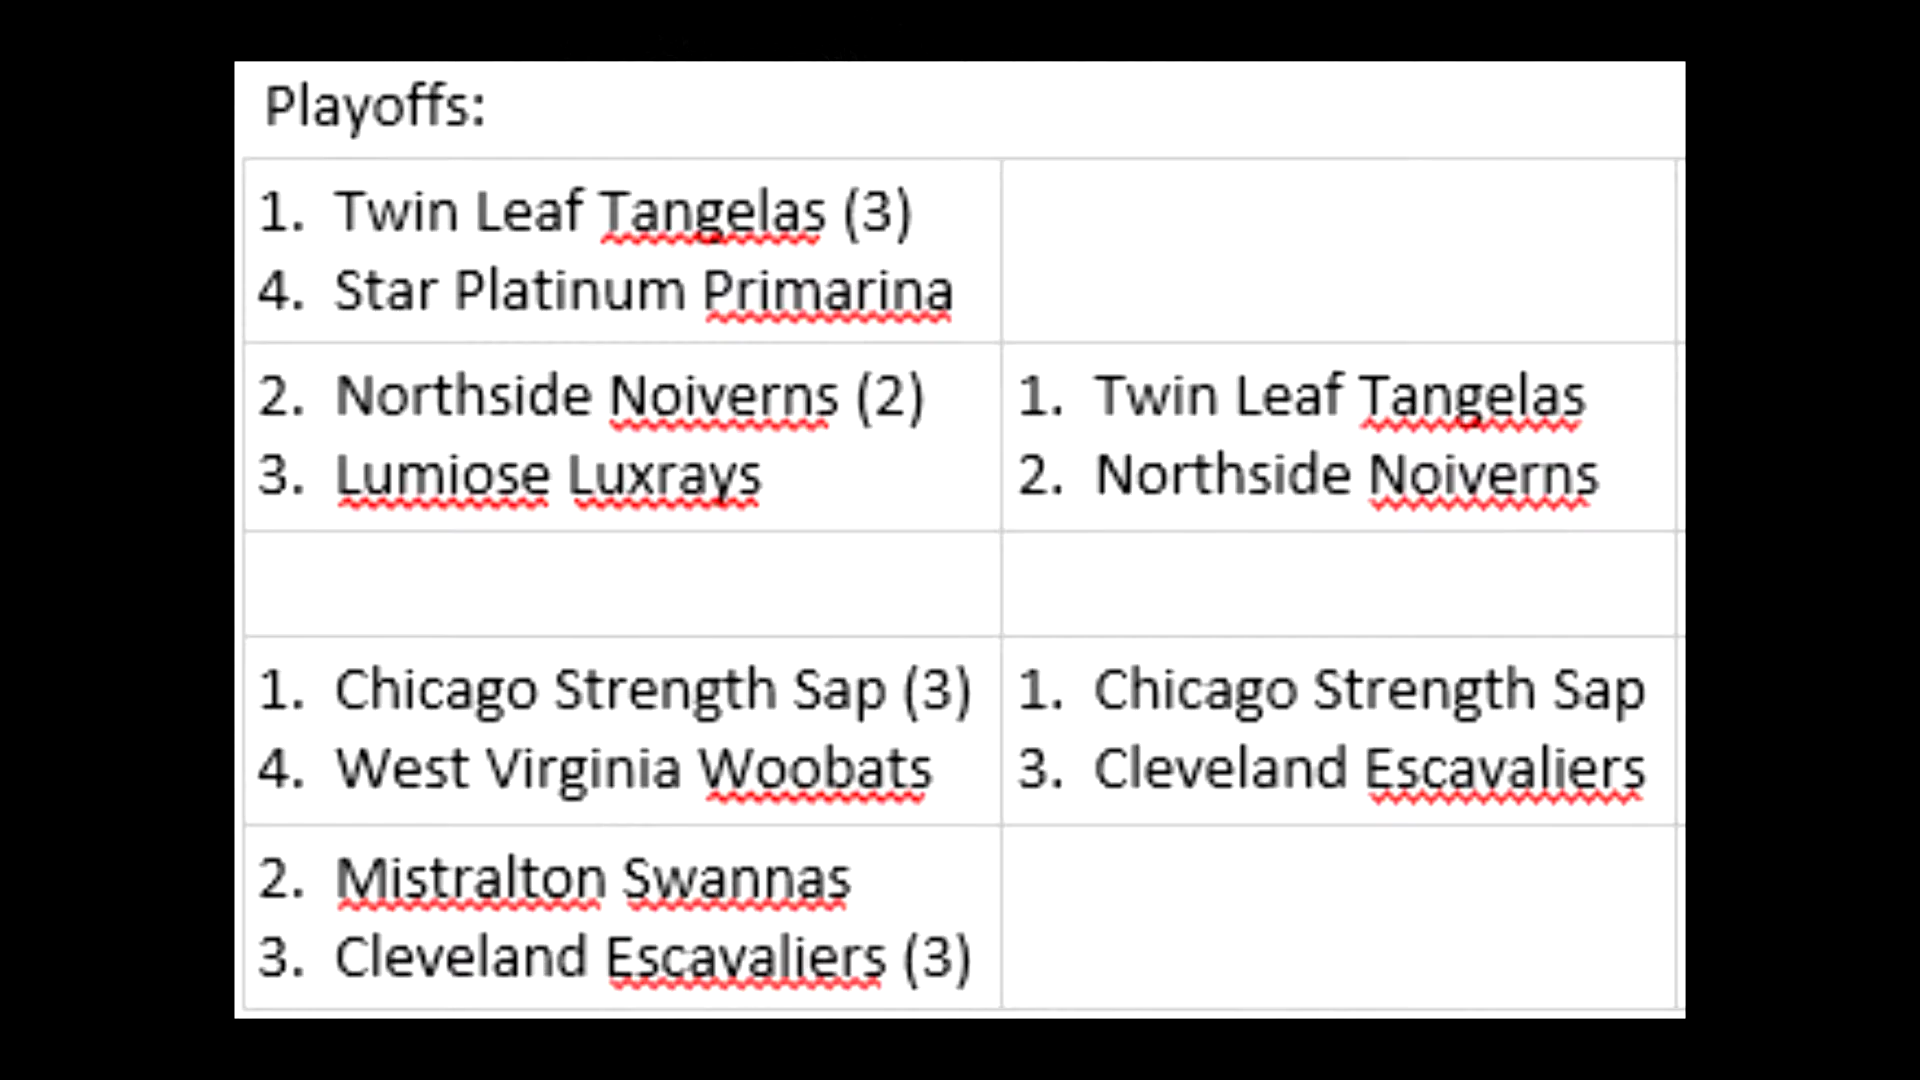 Playoffs:
1. Twin Leaf Tangelas (3)
4. Star Platinum Primarina
2. Northside Noiverns (2)
3. Lumiose Luxrays
1. Twin Leaf Tangelas
2. Northside Noiverns
1. Chicago Strength Sap (3)
4. West Virginia Woobats
1. Chicago Strength Sap
3. Cleveland Escavaliers
2. Mistralton Swannas
3. Cleveland Escavaliers (3)